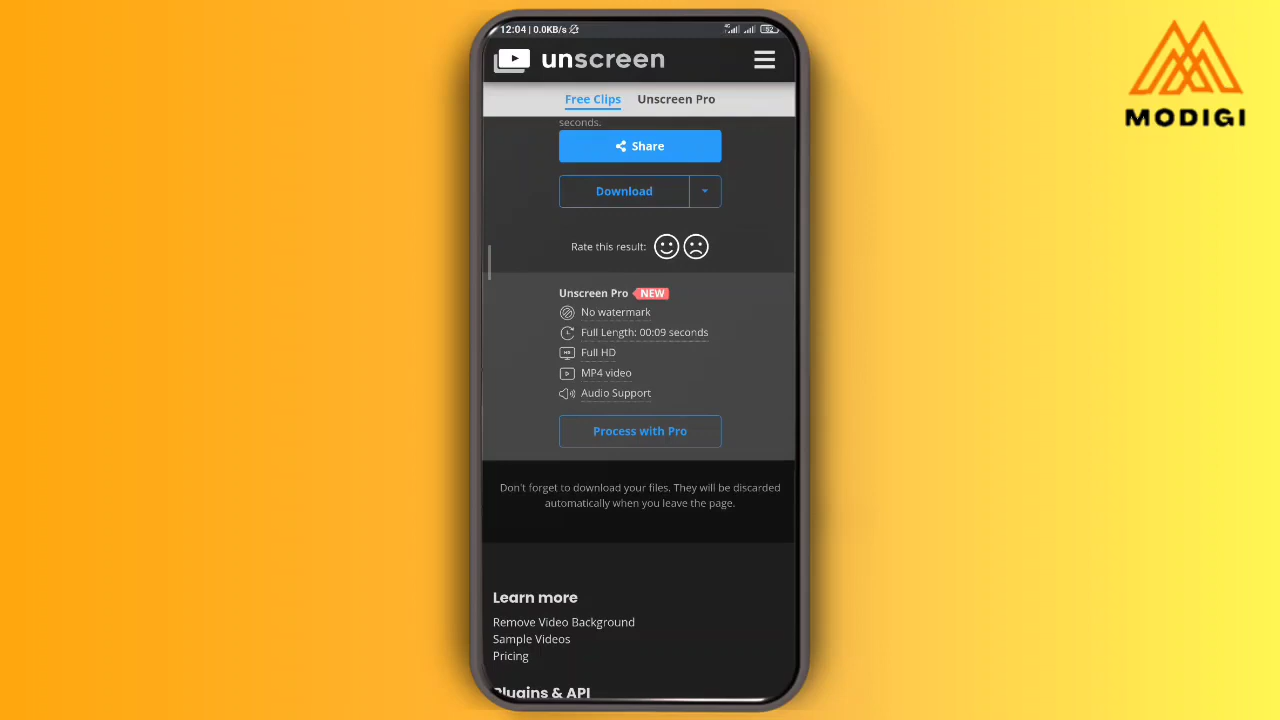 12:04 | 0.0KB/s
unscreen
MODIGI
Free Clips Unscreen Pro
seconds.
Share
Download
Rate this result:
Unscreen Pro NEW
No watermark
Full Length: 00:09 seconds
HD Full HD
MP4 video
Audio Support
Process with Pro
Don't forget to download your files. They will be discarded
automatically when you leave the page.
Learn more
Remove Video Background
Sample Videos
Pricing
Plugins & API